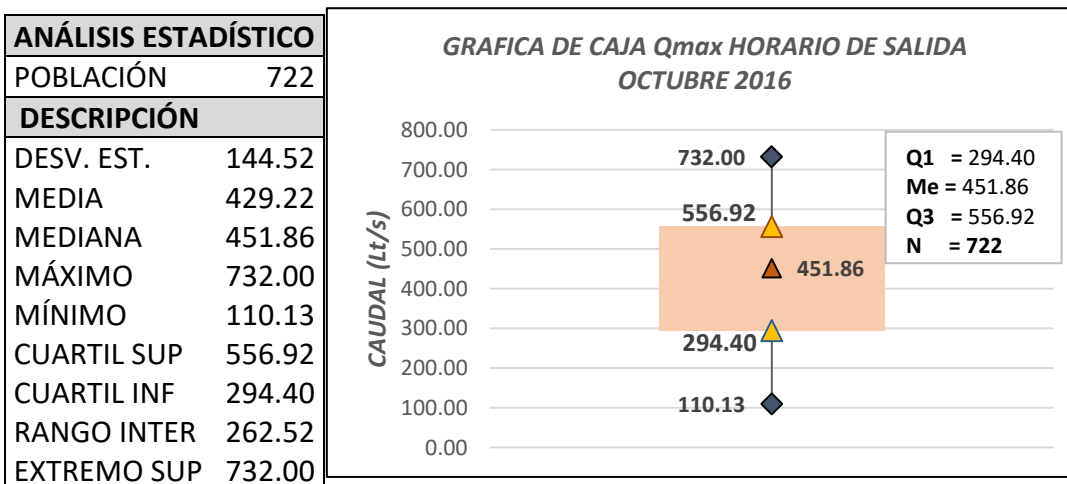 ANÁLISIS ESTADÍSTICO
POBLACIÓN 722
DESCRIPCIÓN
DESV. EST. 144.52
MEDIA 429.22
MEDIANA 451.86
MÁXIMO 732.00
MÍNIMO 110.13
CUARTIL SUP 556.92
CUARTIL INF 294.40
RANGO INTER 262.52
EXTREMO SUP 732.00
GRAFICA DE CAJA Qmax HORARIO DE SALIDA
OCTUBRE 2016
CAUDAL (Lt/s)
800.00
700.00
600.00
500.00
400.00
300.00
200.00
100.00
0.00
732.00
556.92
451.86
294.40
110.13
Q1 = 294.40
Me = 451.86
Q3 = 556.92
N = 722